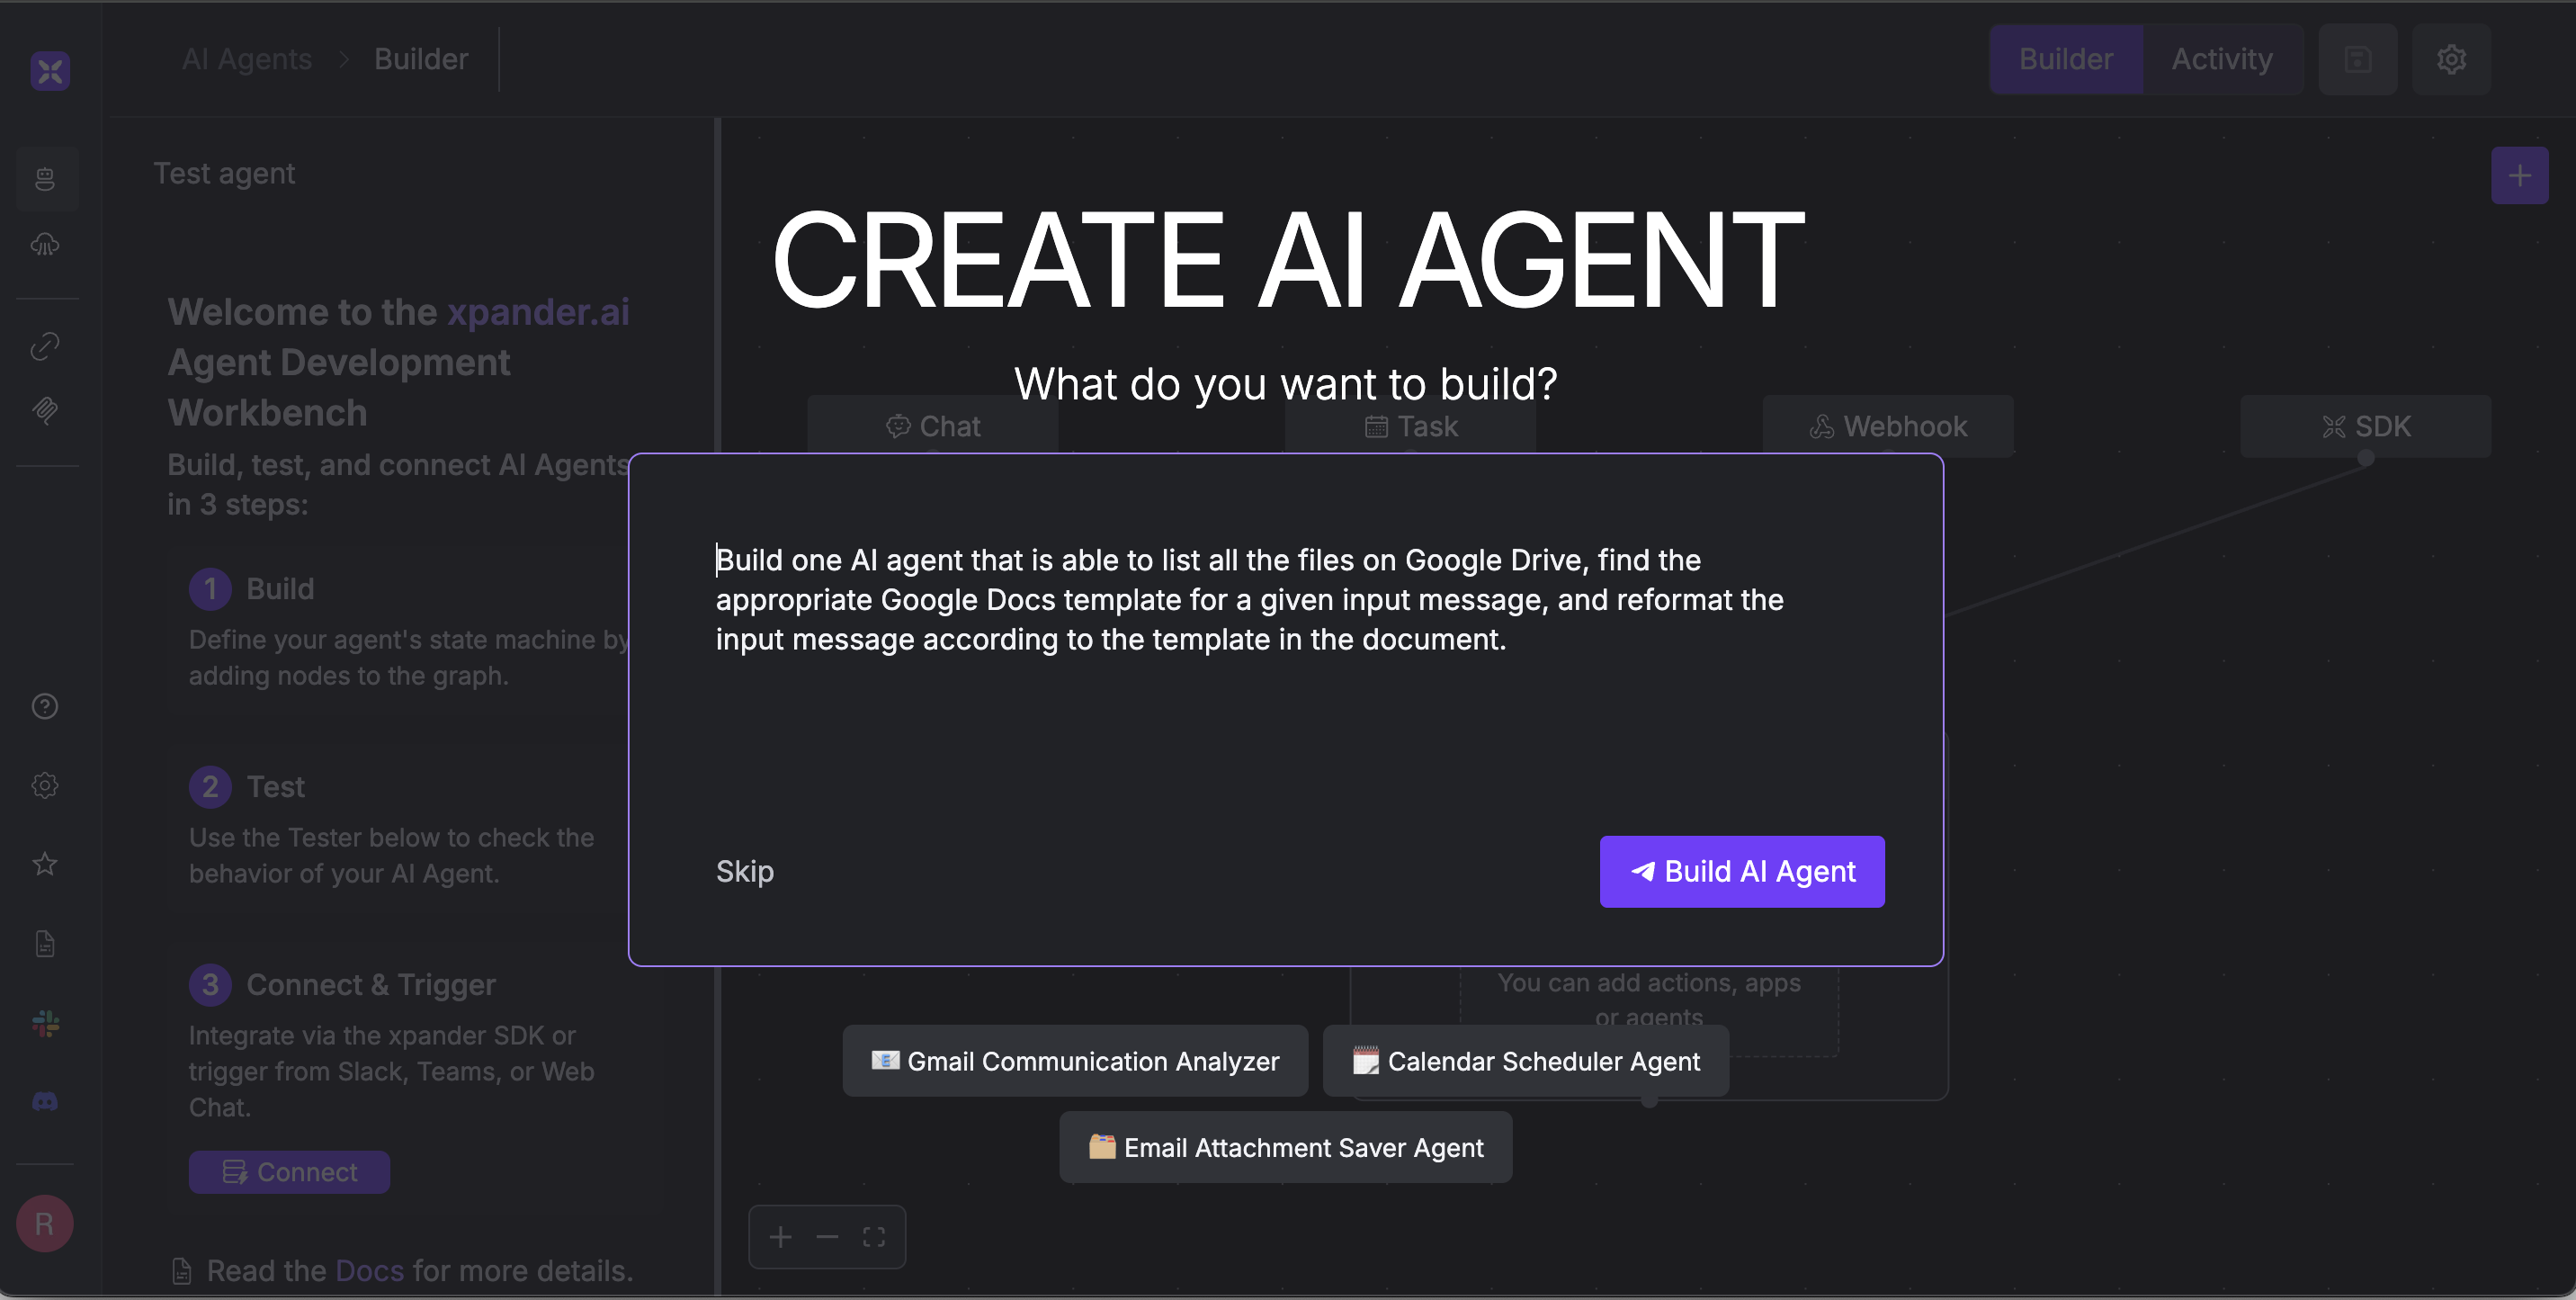 AI Agents > Builder
Builder
Activity
Test agent
Welcome to the xpander.ai
Agent Development
Workbench
Build, test, and connect AI Agents
in 3 steps:
1 Build
Define your agent's state machine by
adding nodes to the graph.
2 Test
Use the Tester below to check the
behavior of your AI Agent.
3 Connect & Trigger
Integrate via the xpander SDK or
trigger from Slack, Teams, or Web
Chat.
Connect
Read the Docs for more details.
R
CREATE AI AGENT
What do you want to build?
Chat
Task
Webhook
SDK
Build one AI agent that is able to list all the files on Google Drive, find the
appropriate Google Docs template for a given input message, and reformat the
input message according to the template in the document.
Skip
Build AI Agent
You can add actions, apps
or agents
Gmail Communication Analyzer
Calendar Scheduler Agent
Email Attachment Saver Agent